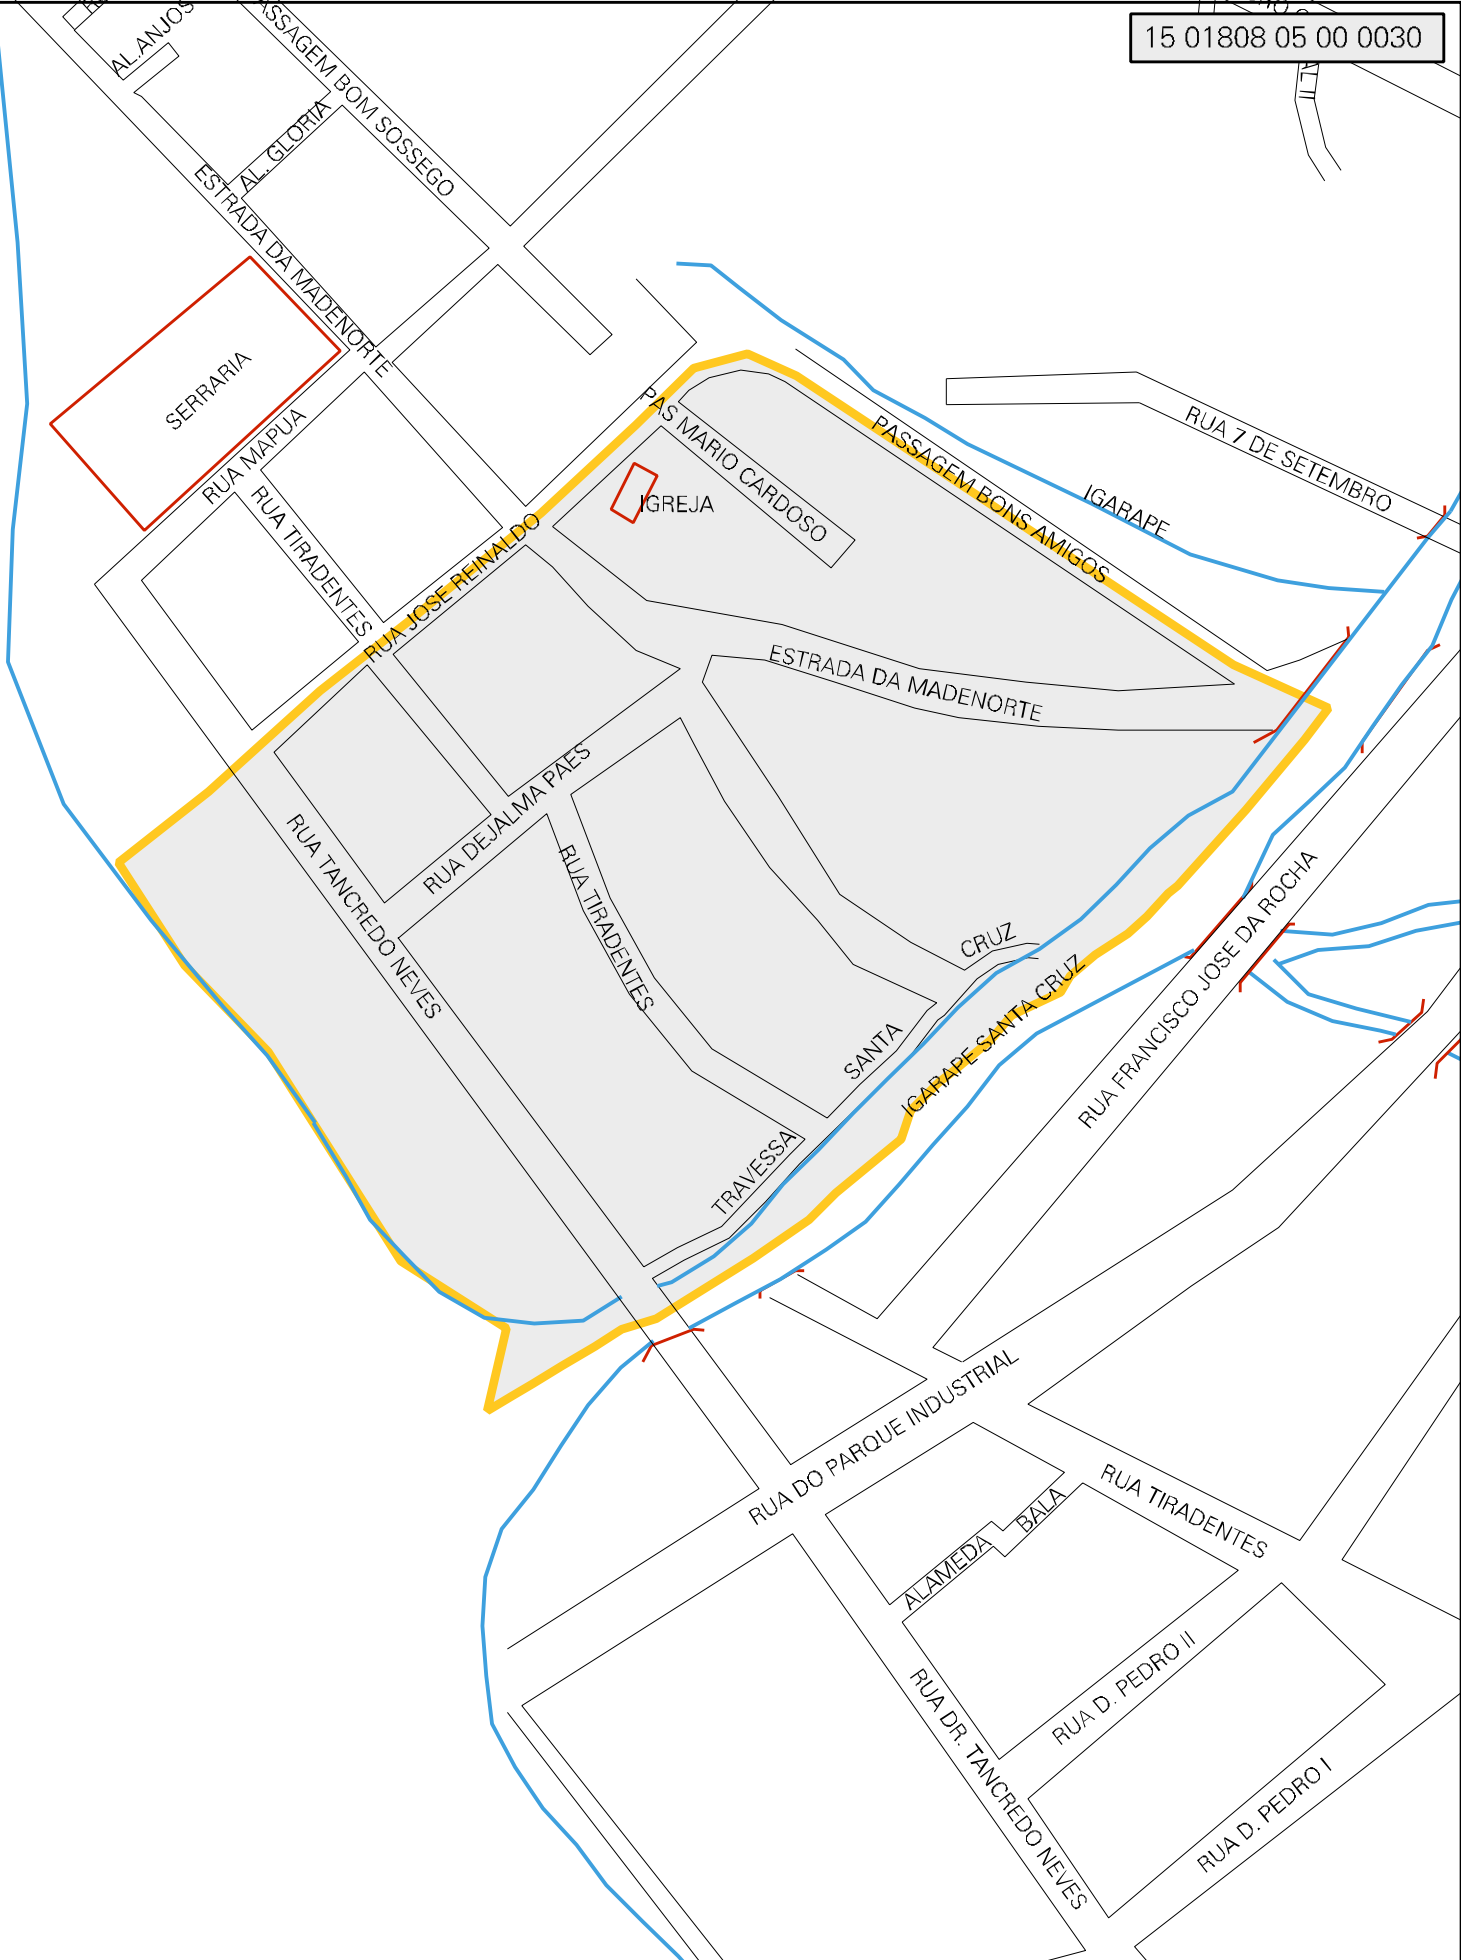 15 01808 05 00 0030
AL.ANJOS
PASSAGEM BOM SOSSEGO
AL. GLORIA
ESTRADA DA MADENORTE
SERRARIA
RUA MAPUA
RUA TIRADENTES
RUA JOSE REINALDO
PAS MARIO CARDOSO
IGREJA
PASSAGEM BONS AMIGOS
IGARAPE
RUA 7 DE SETEMBRO
ESTRADA DA MADENORTE
RUA DEJALMA PAES
RUA TANCREDO NEVES
RUA TIRADENTES
TRAVESSA
SANTA
CRUZ
IGARAPE SANTA CRUZ
RUA FRANCISCO JOSE DA ROCHA
RUA DO PARQUE INDUSTRIAL
RUA TIRADENTES
ALAMEDA
BALA
RUA D. PEDRO II
RUA DR. TANCREDO NEVES
RUA D. PEDRO I